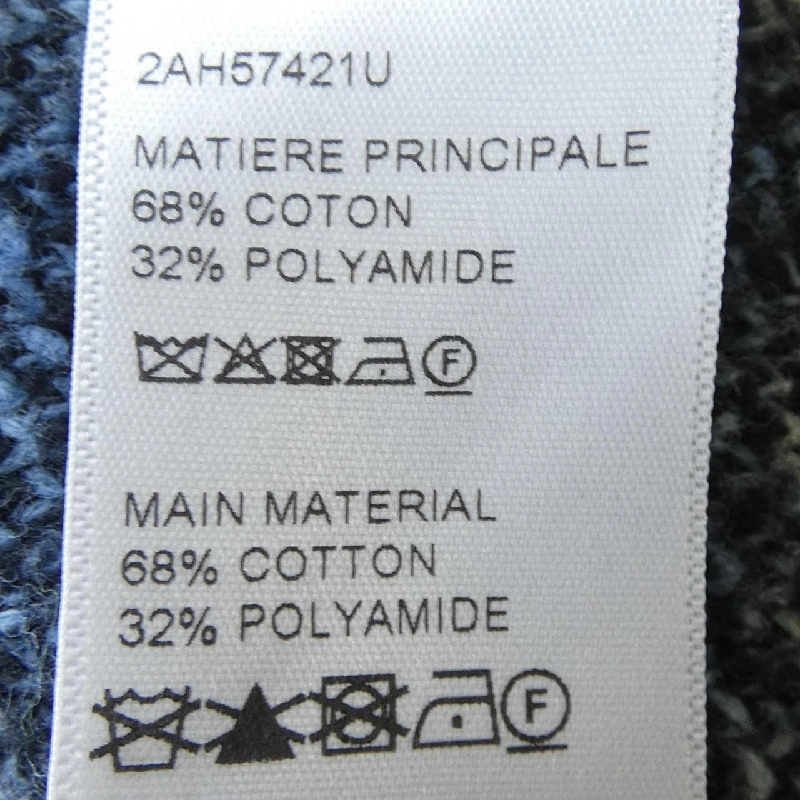 2AH57421U
MATIERE PRINCIPALE
68% COTON
32% POLYAMIDE
F
MAIN MATERIAL
68% COTTON
32% POLYAMIDE
F